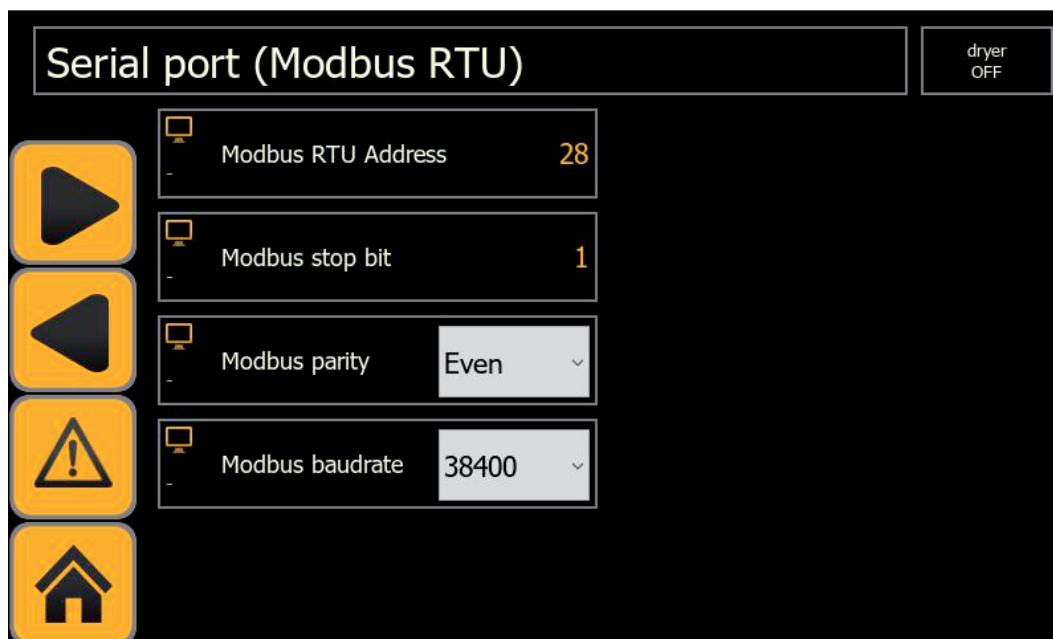 Serial port (Modbus RTU)
dryer
OFF
Modbus RTU Address 28
-
Modbus stop bit 1
-
Modbus parity Even
-
Modbus baudrate 38400
-